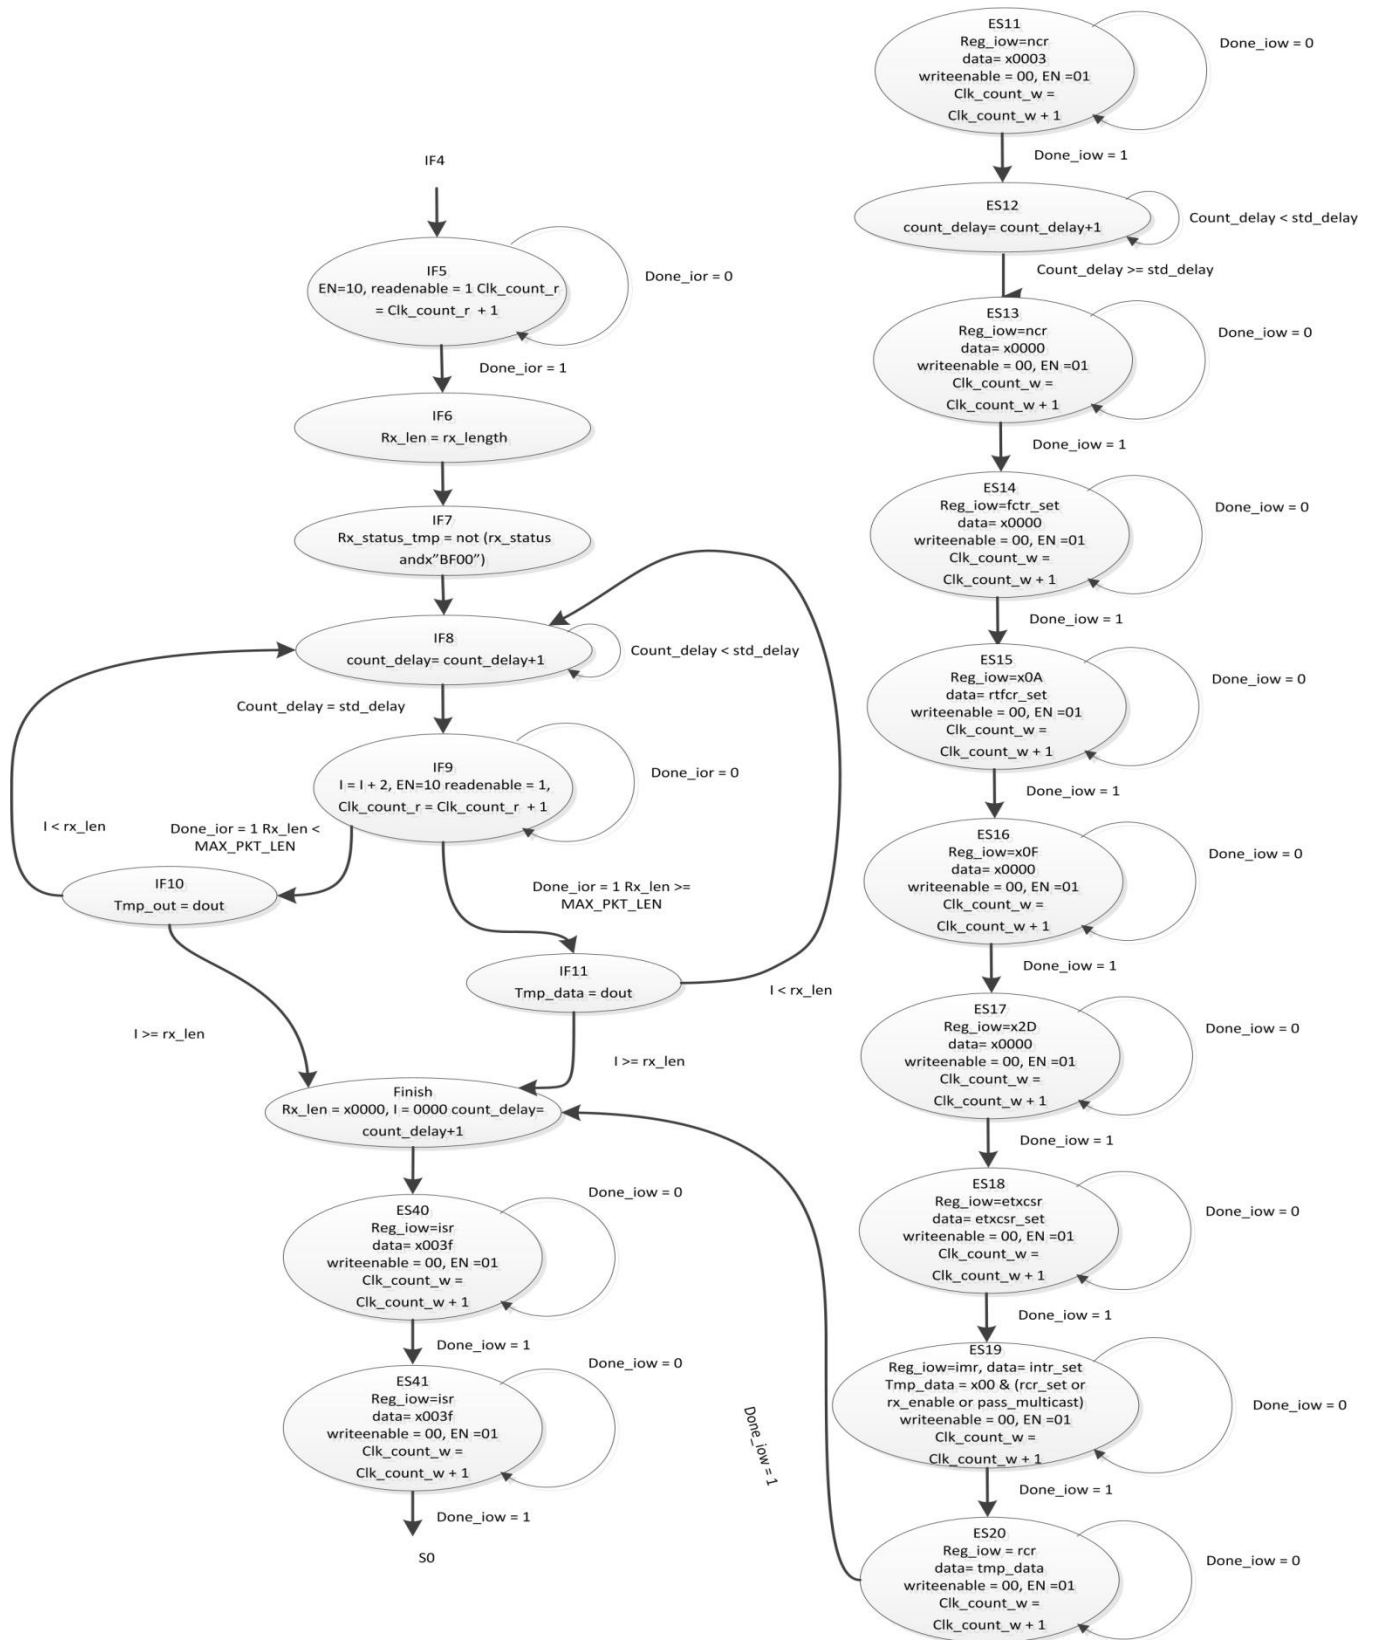 IF4
IF5
EN=10, readenable = 1 Clk_count_r
= Clk_count_r + 1
Done_ior = 0
Done_ior = 1
IF6
Rx_len = rx_length
IF7
Rx_status_tmp = not (rx_status
andx”BF00”)
IF8
count_delay= count_delay+1
Count_delay < std_delay
Count_delay = std_delay
IF9
I = I + 2, EN=10 readenable = 1,
Clk_count_r = Clk_count_r + 1
Done_ior = 0
I < rx_len
Done_ior = 1 Rx_len <
MAX_PKT_LEN
IF10
Tmp_out = dout
Done_ior = 1 Rx_len >=
MAX_PKT_LEN
IF11
Tmp_data = dout
I < rx_len
I >= rx_len
I >= rx_len
Finish
Rx_len = x0000, I = 0000 count_delay=
count_delay+1
ES40
Reg_iow=isr
data= x003f
writeenable = 00, EN =01
Clk_count_w =
Clk_count_w + 1
Done_iow = 0
Done_iow = 1
ES41
Reg_iow=isr
data= x003f
writeenable = 00, EN =01
Clk_count_w =
Clk_count_w + 1
Done_iow = 0
Done_iow = 1
S0
ES11
Reg_iow=ncr
data= x0003
writeenable = 00, EN =01
Clk_count_w =
Clk_count_w + 1
Done_iow = 0
Done_iow = 1
ES12
count_delay= count_delay+1
Count_delay < std_delay
Count_delay >= std_delay
ES13
Reg_iow=ncr
data= x0000
writeenable = 00, EN =01
Clk_count_w =
Clk_count_w + 1
Done_iow = 0
Done_iow = 1
ES14
Reg_iow=fctr_set
data= x0000
writeenable = 00, EN =01
Clk_count_w =
Clk_count_w + 1
Done_iow = 0
Done_iow = 1
ES15
Reg_iow=x0A
data= rtfcr_set
writeenable = 00, EN =01
Clk_count_w =
Clk_count_w + 1
Done_iow = 0
Done_iow = 1
ES16
Reg_iow=x0F
data= x0000
writeenable = 00, EN =01
Clk_count_w =
Clk_count_w + 1
Done_iow = 0
Done_iow = 1
ES17
Reg_iow=x2D
data= x0000
writeenable = 00, EN =01
Clk_count_w =
Clk_count_w + 1
Done_iow = 0
Done_iow = 1
ES18
Reg_iow=etxcsr
data= etxcsr_set
writeenable = 00, EN =01
Clk_count_w =
Clk_count_w + 1
Done_iow = 0
Done_iow = 1
ES19
Reg_iow=imr, data= intr_set
Tmp_data = x00 & (rcr_set or
rx_enable or pass_multicast)
writeenable = 00, EN =01
Clk_count_w =
Clk_count_w + 1
Done_iow = 0
Done_iow = 1
ES20
Reg_iow = rcr
data= tmp_data
writeenable = 00, EN =01
Clk_count_w =
Clk_count_w + 1
Done_iow = 0
Done_iow = 1